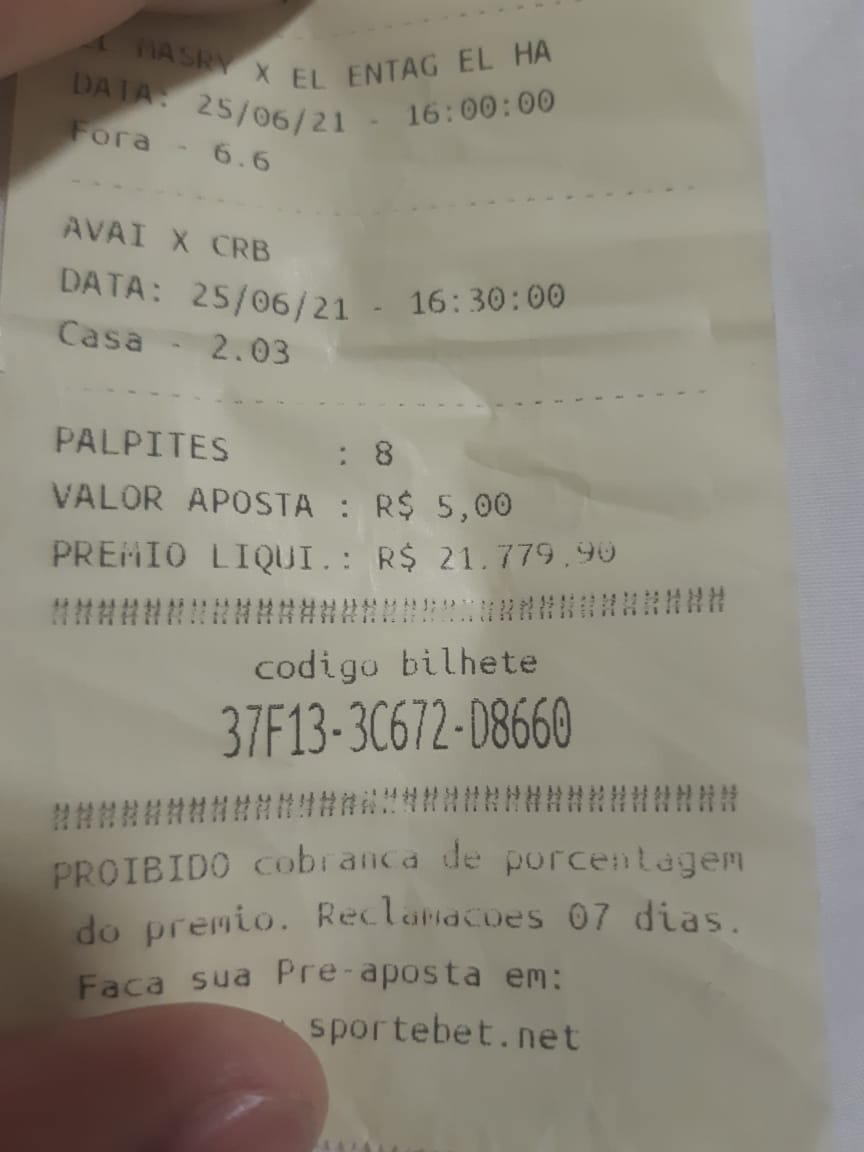 EL MASRY X EL ENTAG EL HA
DATA: 25/06/21 - 16:00:00
Fora - 6.6
AVAI X CRB
DATA: 25/06/21 - 16:30:00
Casa - 2.03
PALPITES : 8
VALOR APOSTA : R$ 5,00
PREMIO LIQUI.: R$ 21.779,90
################################
codigo bilhete
37F13-3C672-D8660
################################
PROIBIDO cobranca de porcentagem
do premio. Reclamacoes 07 dias.
Faca sua Pre-aposta em:
sportebet.net